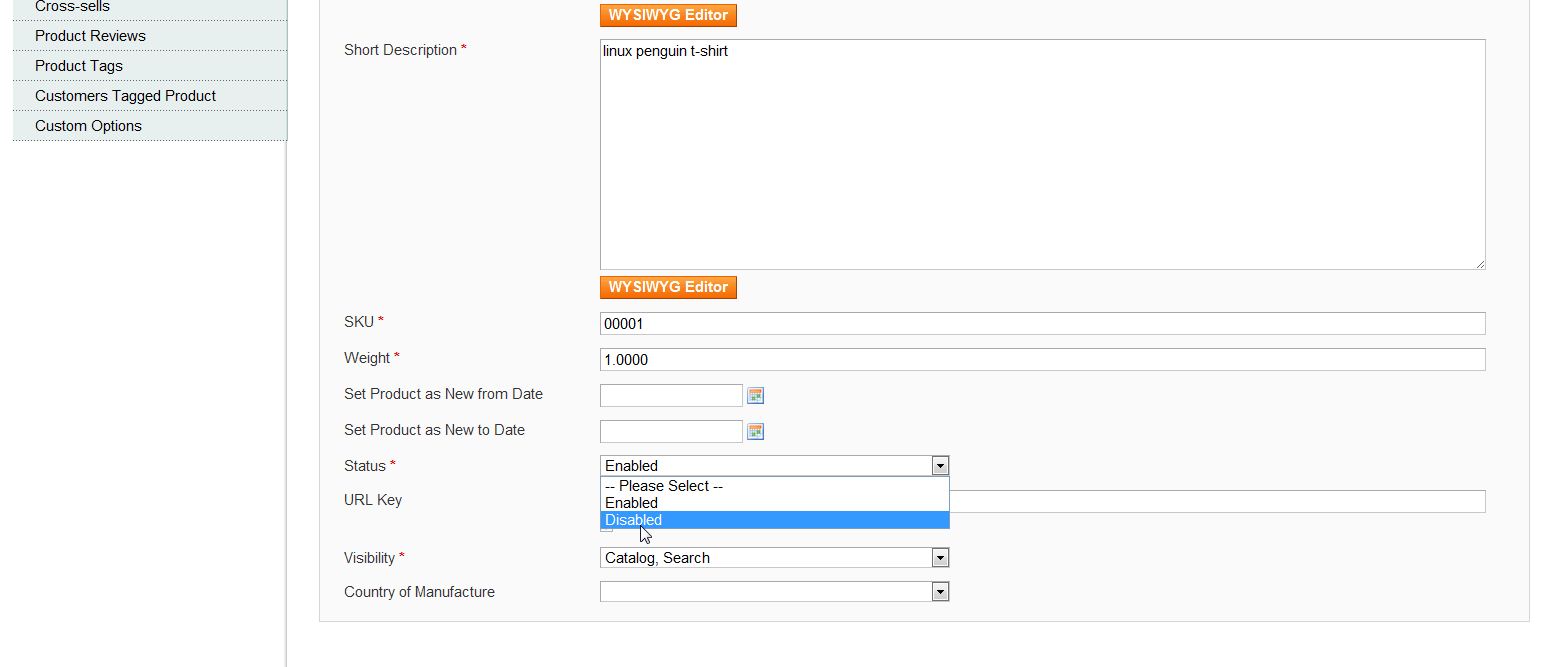 Cross-sells
Product Reviews
Product Tags
Customers Tagged Product
Custom Options
WYSIWYG Editor
Short Description *
linux penguin t-shirt
WYSIWYG Editor
SKU *
00001
Weight *
1.0000
Set Product as New from Date
Set Product as New to Date
Status *
Enabled
-- Please Select --
Enabled
Disabled
URL Key
Visibility *
Catalog, Search
Country of Manufacture